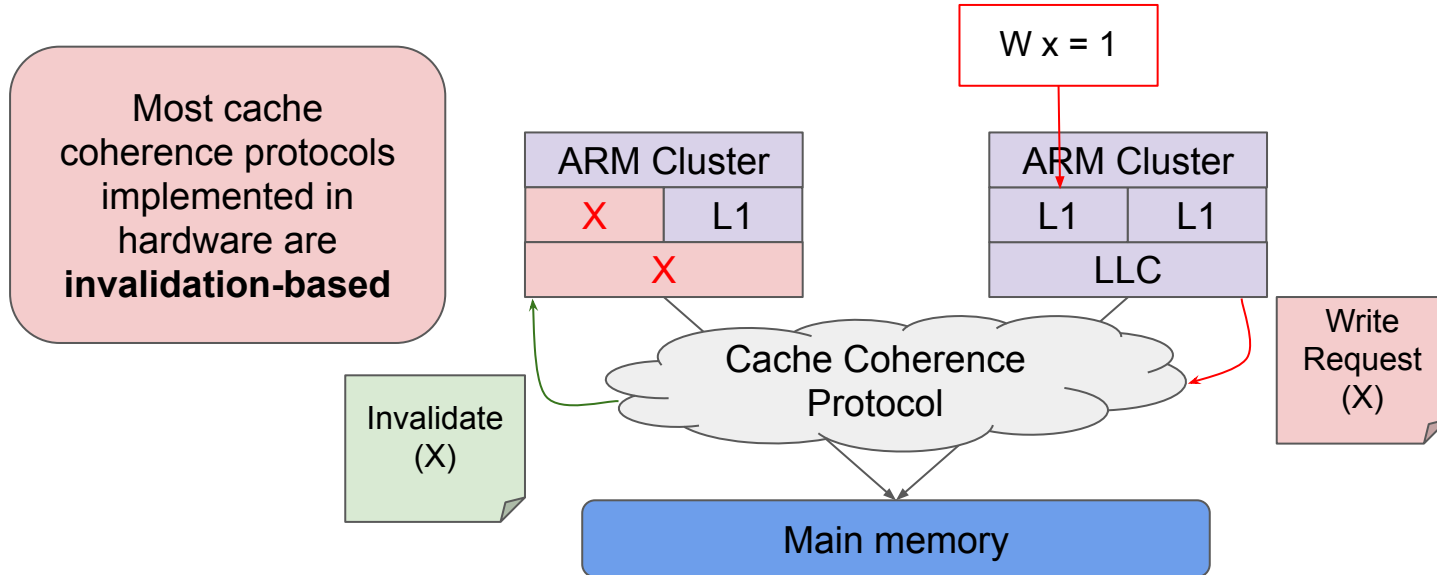 Most cache
coherence protocols
implemented in
hardware are
invalidation-based
W x = 1
ARM Cluster
X
L1
X
ARM Cluster
L1
L1
LLC
Cache Coherence
Protocol
Write
Request
(X)
Invalidate
(X)
Main memory